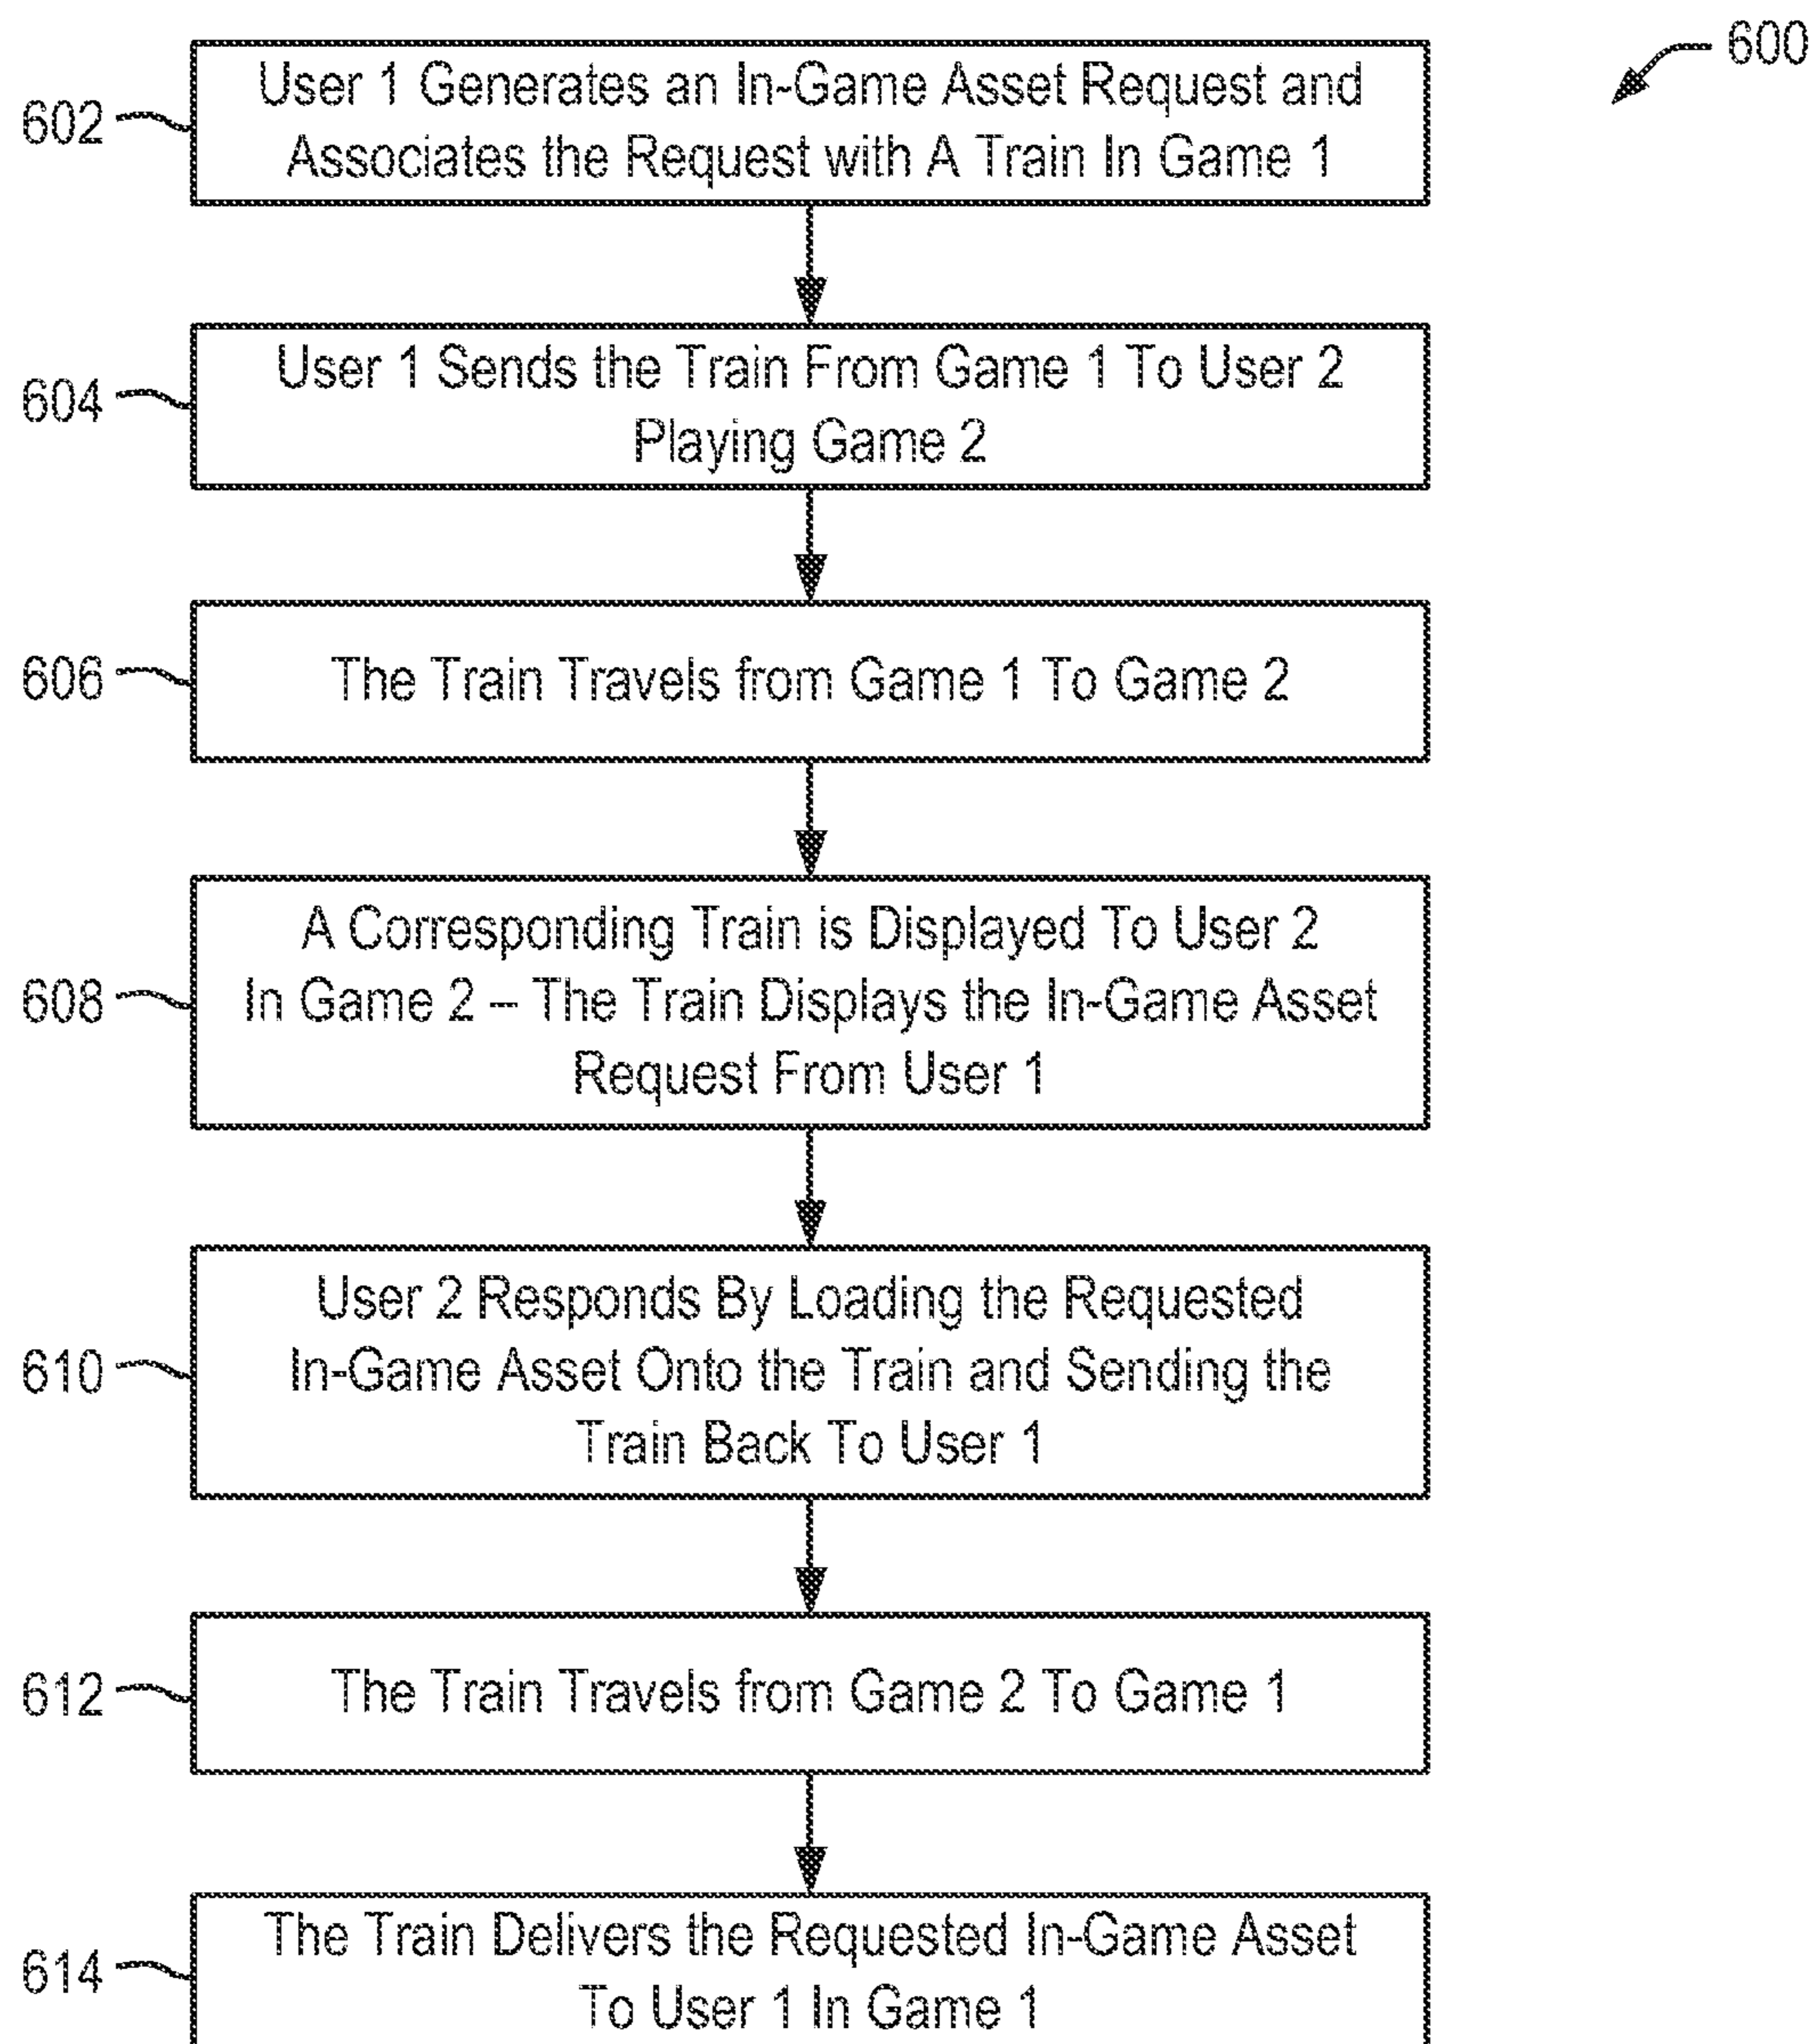 600
602
User 1 Generates an In-Game Asset Request and
Associates the Request with A Train In Game 1
604
User 1 Sends the Train From Game 1 To User 2
Playing Game 2
606
The Train Travels from Game 1 To Game 2
608
A Corresponding Train is Displayed To User 2
In Game 2 – The Train Displays the In-Game Asset
Request From User 1
610
User 2 Responds By Loading the Requested
In-Game Asset Onto the Train and Sending the
Train Back To User 1
612
The Train Travels from Game 2 To Game 1
614
The Train Delivers the Requested In-Game Asset
To User 1 In Game 1